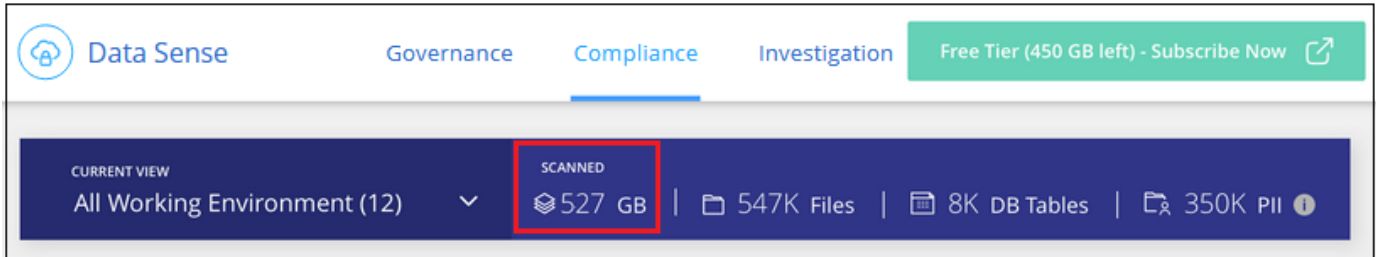 Data Sense Governance Compliance Investigation Free Tier (450 GB left) - Subscribe Now
CURRENT VIEW SCANNED
All Working Environment (12) 527 GB | 547K Files | 8K DB Tables | 350K PII